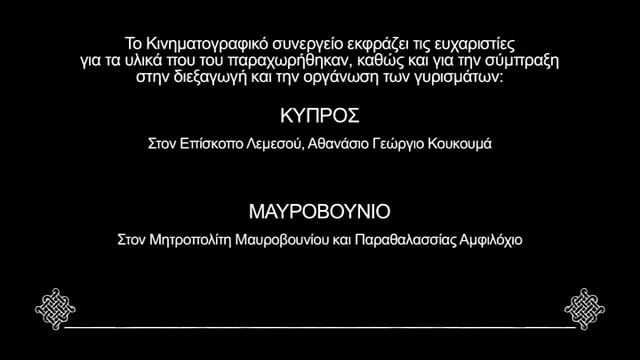 Το Κινηματογραφικό συνεργείο εκφράζει τις ευχαριστίες
για τα υλικά που του παραχωρήθηκαν, καθώς και για την σύμπραξη
στην διεξαγωγή και την οργάνωση των γυρισμάτων:
ΚΥΠΡΟΣ
Στον Επίσκοπο Λεμεσού, Αθανάσιο Γεώργιο Κουκουμά
ΜΑΥΡΟΒΟΥΝΙΟ
Στον Μητροπολίτη Μαυροβουνίου και Παραθαλασσίας Αμφιλόχιο